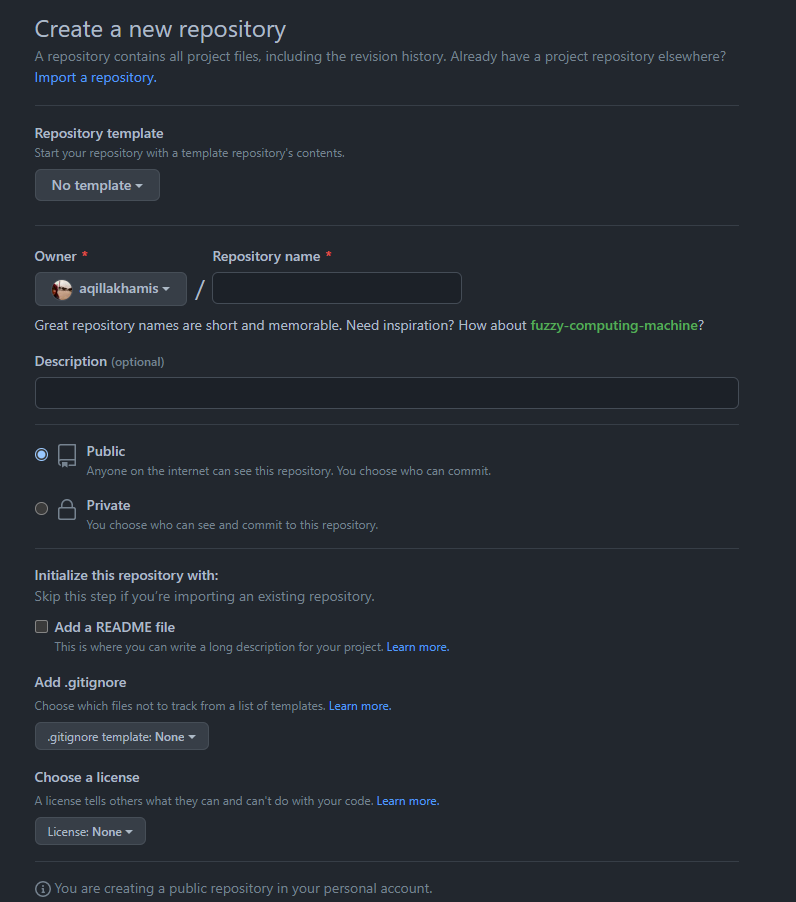 Create a new repository
A repository contains all project files, including the revision history. Already have a project repository elsewhere?
Import a repository.
Repository template
Start your repository with a template repository's contents.
No template
Owner * Repository name *
aqillakhamis /
Great repository names are short and memorable. Need inspiration? How about fuzzy-computing-machine?
Description (optional)
Public
Anyone on the internet can see this repository. You choose who can commit.
Private
You choose who can see and commit to this repository.
Initialize this repository with:
Skip this step if you're importing an existing repository.
Add a README file
This is where you can write a long description for your project. Learn more.
Add .gitignore
Choose which files not to track from a list of templates. Learn more.
.gitignore template: None
Choose a license
A license tells others what they can and can't do with your code. Learn more.
License: None
You are creating a public repository in your personal account.